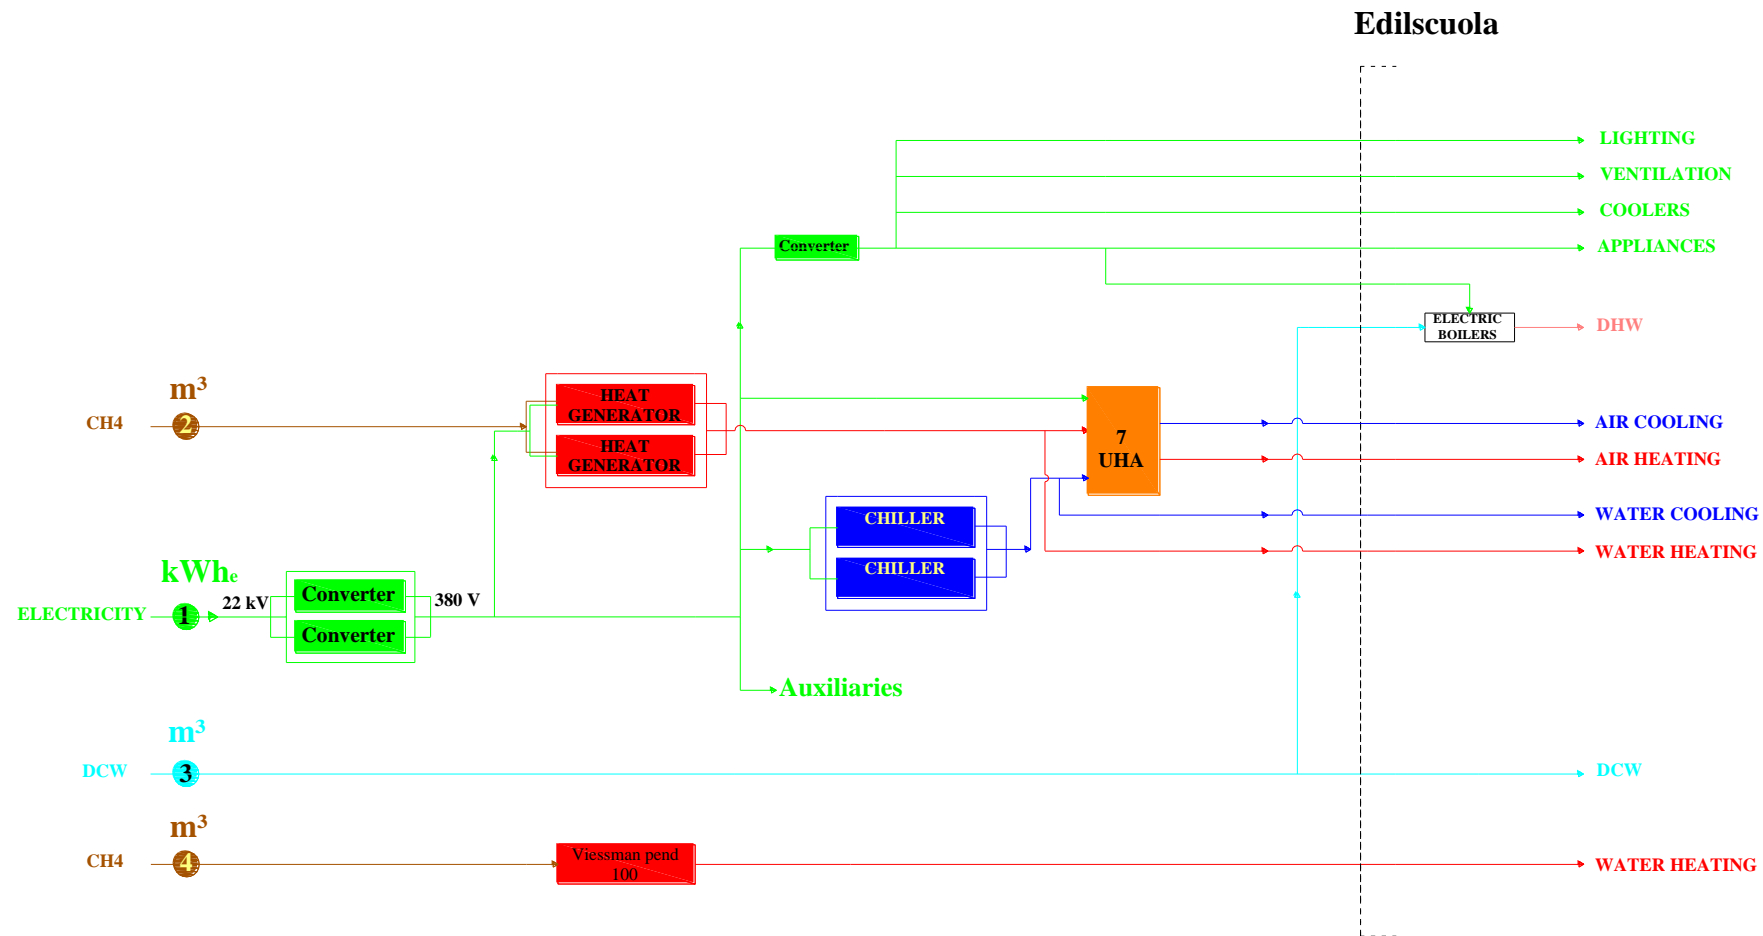 Edilscuola
LIGHTING
VENTILATION
COOLERS
Converter
APPLIANCES
ELECTRIC
BOILERS
DHW
m³
CH4
2
HEAT
GENERATOR
HEAT
GENERATOR
7
UHA
AIR COOLING
AIR HEATING
CHILLER
CHILLER
WATER COOLING
WATER HEATING
kWhe
ELECTRICITY
1
22 kV
Converter
Converter
380 V
Auxiliaries
m³
DCW
3
DCW
m³
CH4
4
Viessman pend
100
WATER HEATING